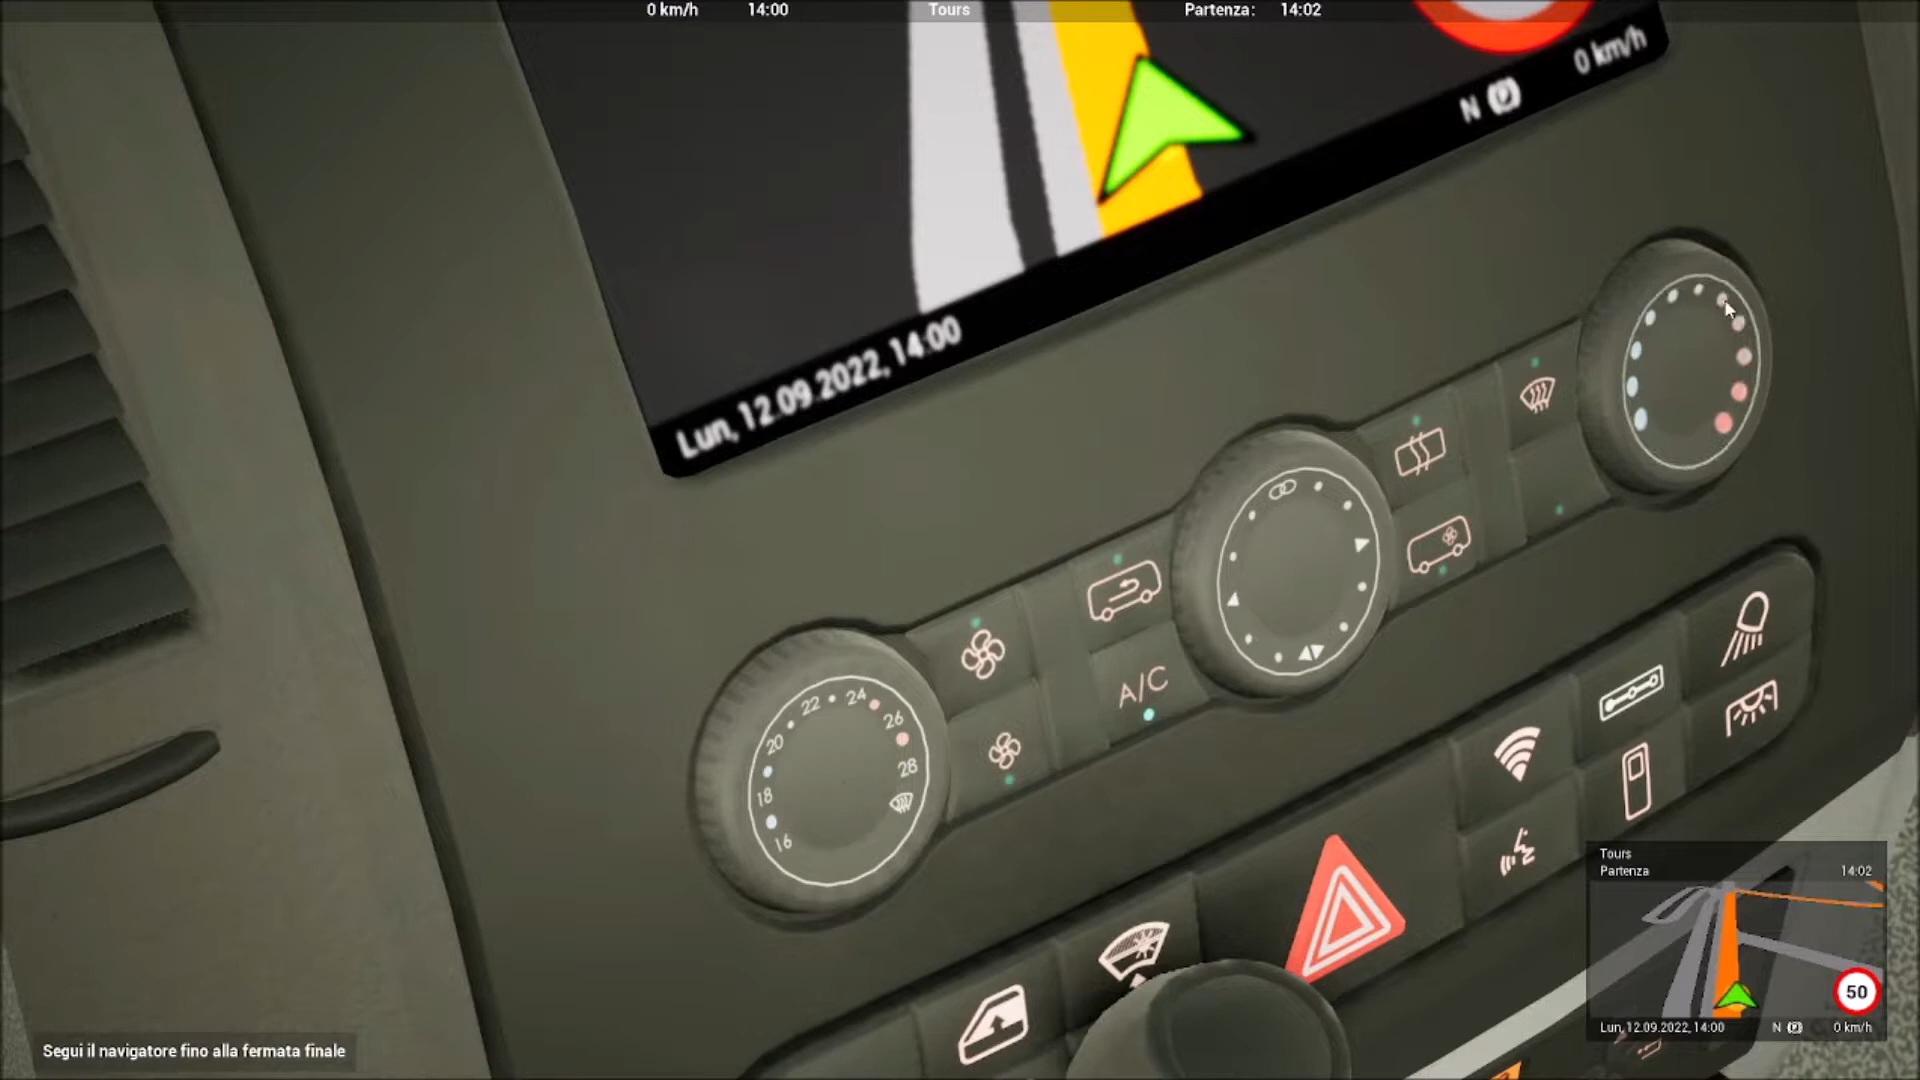 0 km/h 14:00 Tours Partenza: 14:02
N P 0 km/h
Lun, 12.09.2022, 14:00
16 18 20 22 24 26 28
A/C
Tours
Partenza 14:02
50
Lun, 12.09.2022, 14:00 N P 0 km/h
Segui il navigatore fino alla fermata finale